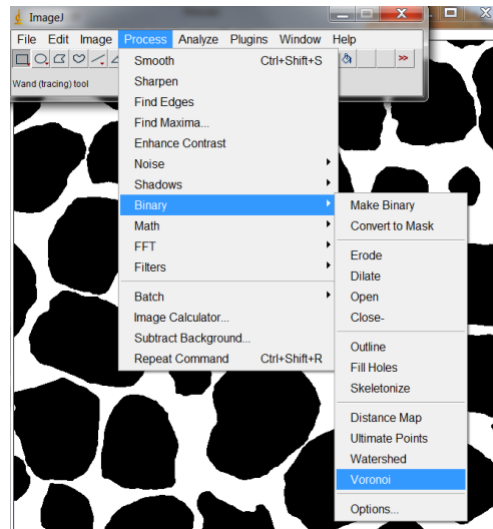 ImageJ
File Edit Image Process Analyze Plugins Window Help
>>
Wand (tracing) tool
Smooth Ctrl+Shift+S
Sharpen
Find Edges
Find Maxima...
Enhance Contrast
Noise
Shadows
Binary
Math
FFT
Filters
Batch
Image Calculator...
Subtract Background...
Repeat Command Ctrl+Shift+R
Make Binary
Convert to Mask
Erode
Dilate
Open
Close-
Outline
Fill Holes
Skeletonize
Distance Map
Ultimate Points
Watershed
Voronoi
Options...